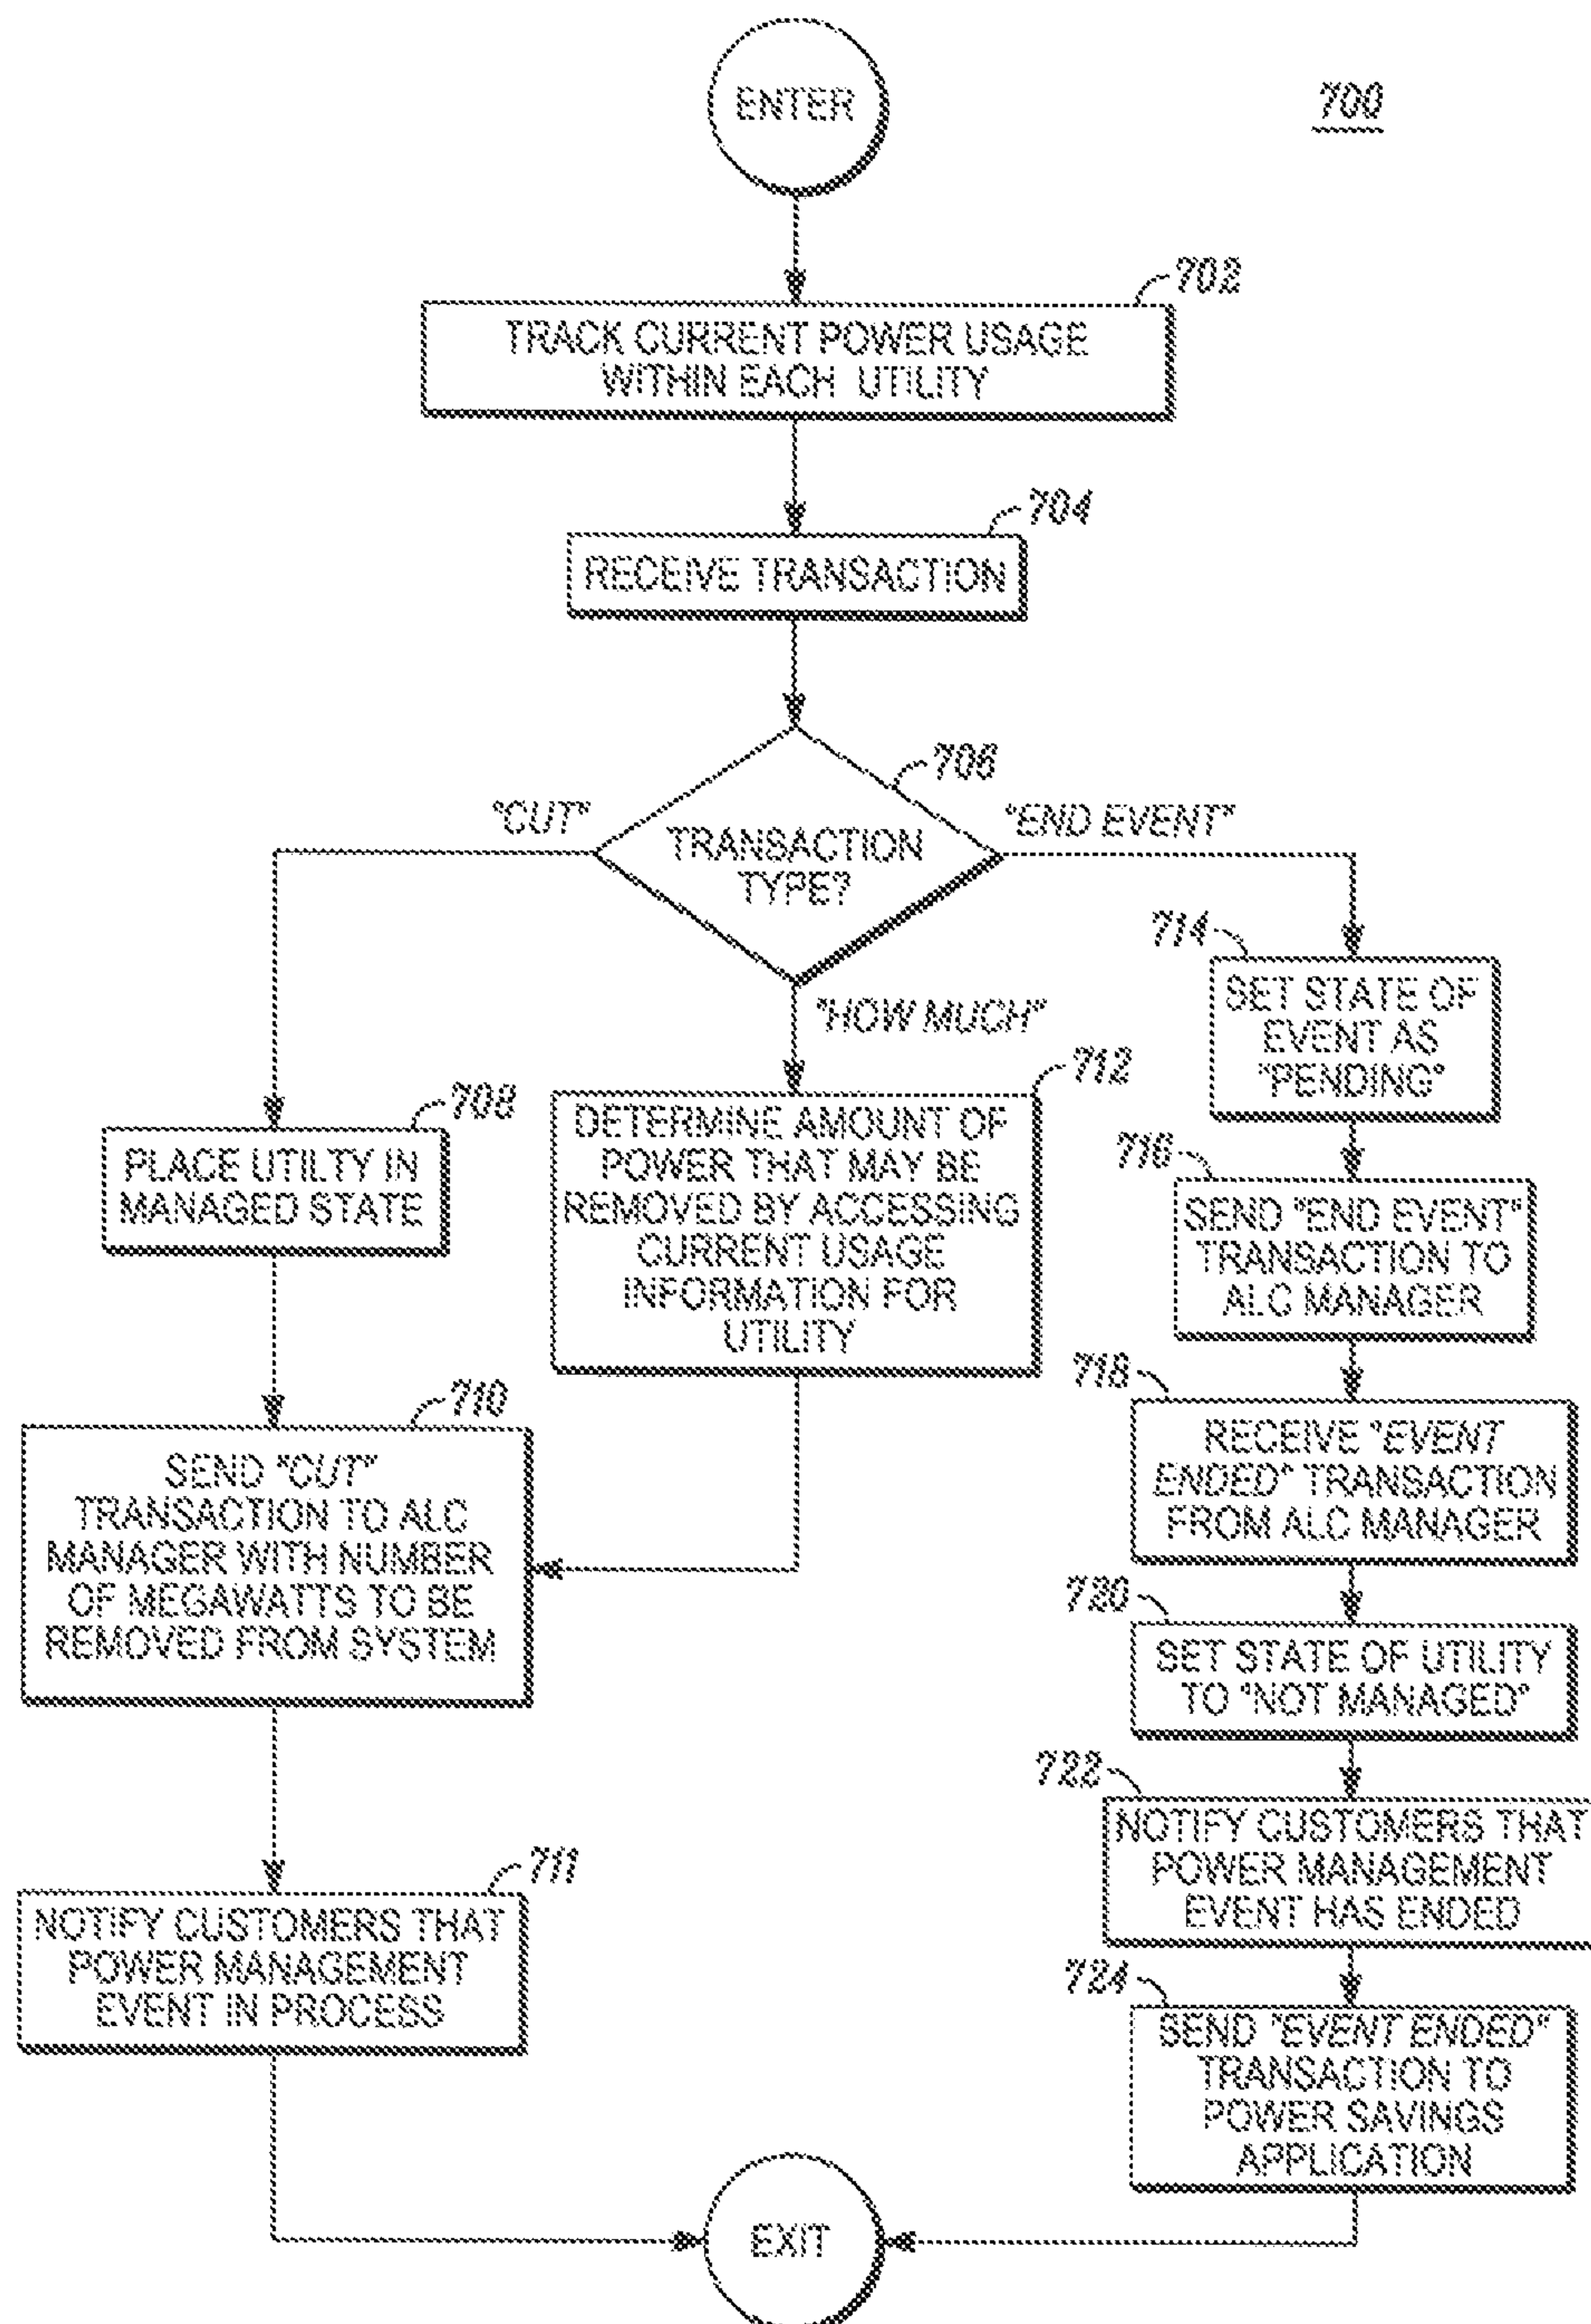 ENTER
700
702
TRACK CURRENT POWER USAGE
WITHIN EACH UTILITY
704
RECEIVE TRANSACTION
706
"CUT"
"END EVENT"
TRANSACTION
TYPE?
"HOW MUCH"
708
PLACE UTILTY IN
MANAGED STATE
712
DETERMINE AMOUNT OF
POWER THAT MAY BE
REMOVED BY ACCESSING
CURRENT USAGE
INFORMATION FOR
UTILITY
710
SEND "CUT"
TRANSACTION TO ALC
MANAGER WITH NUMBER
OF MEGAWATTS TO BE
REMOVED FROM SYSTEM
711
NOTIFY CUSTOMERS THAT
POWER MANAGEMENT
EVENT IN PROCESS
714
SET STATE OF
EVENT AS
"PENDING"
716
SEND "END EVENT"
TRANSACTION TO
ALC MANAGER
718
RECEIVE "EVENT
ENDED" TRANSACTION
FROM ALC MANAGER
720
SET STATE OF UTILITY
TO "NOT MANAGED"
722
NOTIFY CUSTOMERS THAT
POWER MANAGEMENT
EVENT HAS ENDED
724
SEND "EVENT ENDED"
TRANSACTION TO
POWER SAVINGS
APPLICATION
EXIT